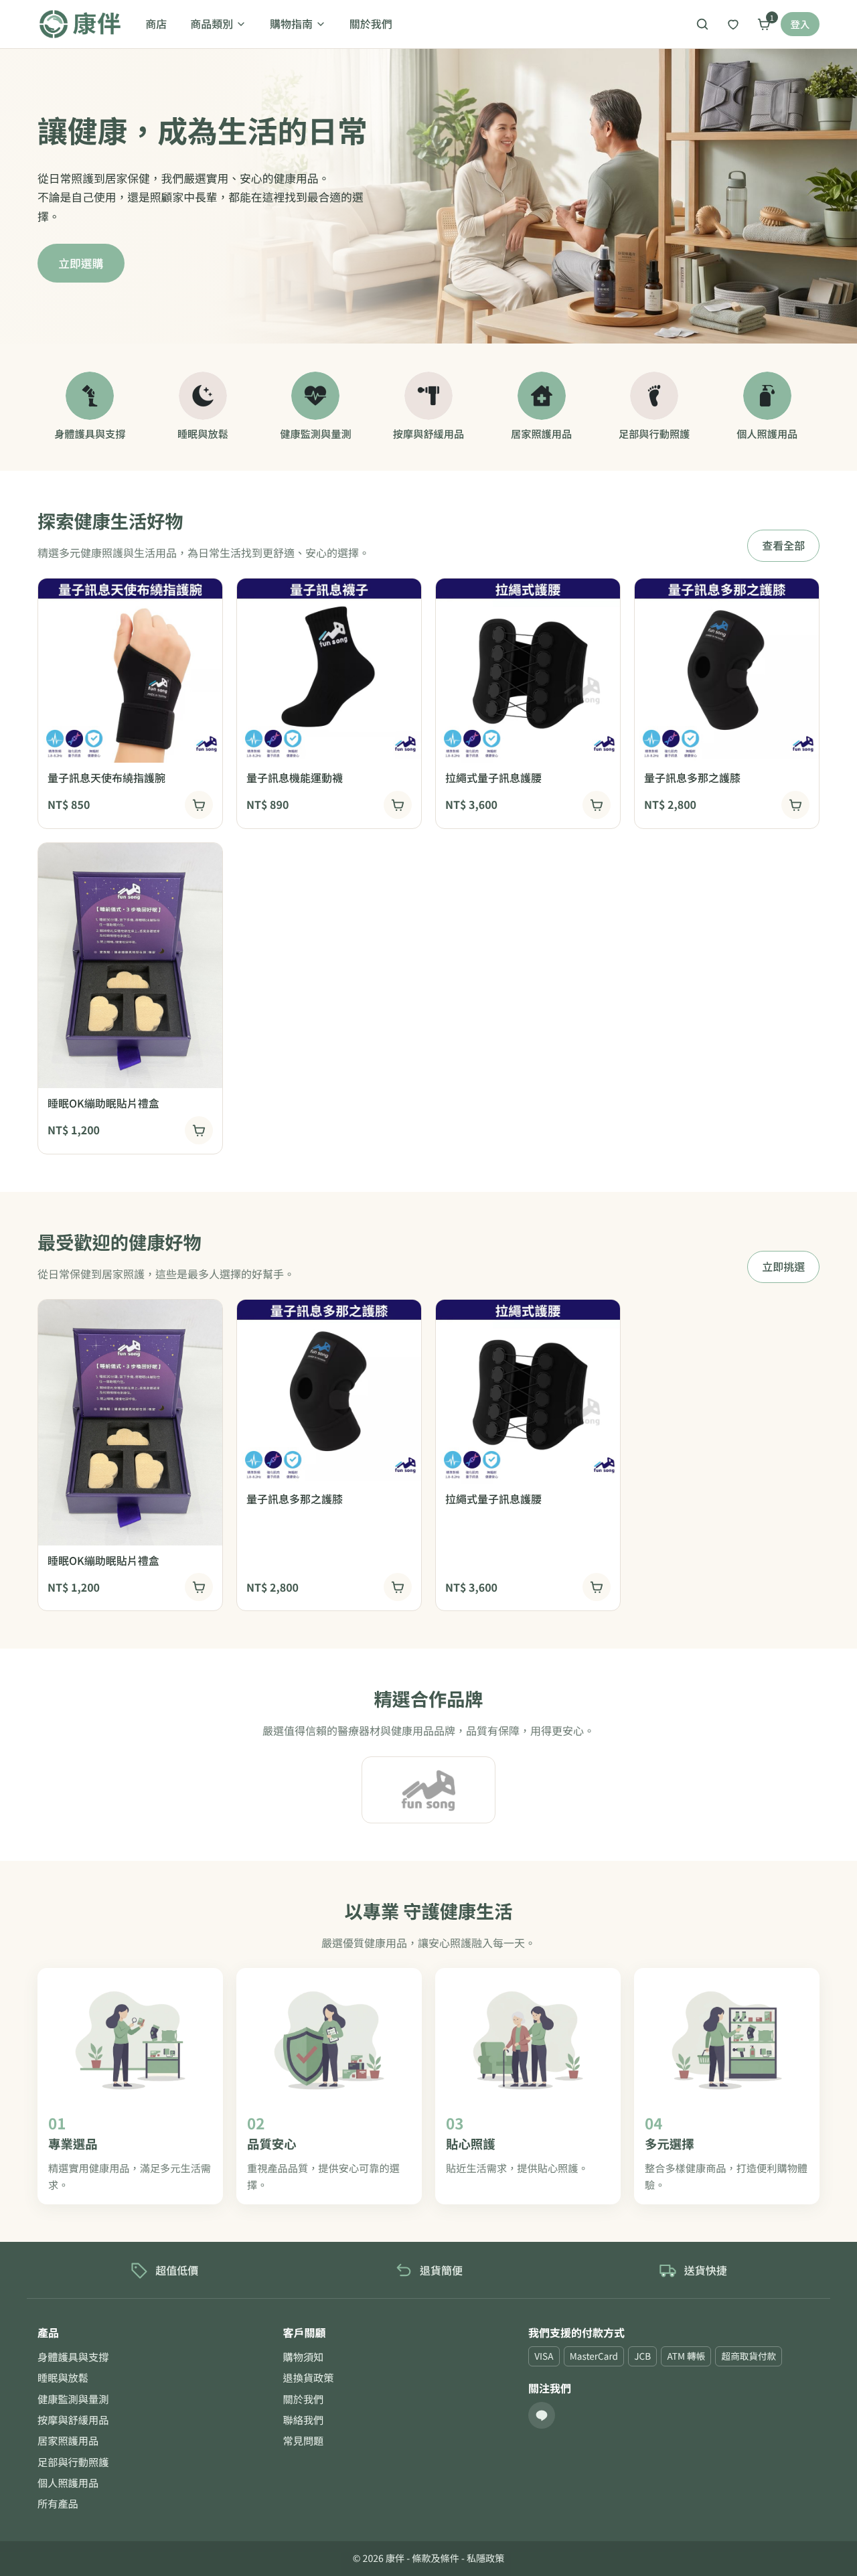 康伴
商店
商品類別
購物指南
關於我們
1
登入
讓健康，成為生活的日常
從日常照護到居家保健，我們嚴選實用、安心的健康用品。
不論是自己使用，還是照顧家中長輩，都能在這裡找到最合適的選
擇。
立即選購
身體護具與支撐
睡眠與放鬆
健康監測與量測
按摩與舒緩用品
居家照護用品
足部與行動照護
個人照護用品
探索健康生活好物
精選多元健康照護與生活用品，為日常生活找到更舒適、安心的選擇。
查看全部
量子訊息天使布繞指護腕
量子訊息襪子
拉繩式護腰
量子訊息多那之護膝
fun song
fun song
fun song
fun song
量子訊息天使布繞指護腕
NT$ 850
量子訊息機能運動襪
NT$ 890
拉繩式量子訊息護腰
NT$ 3,600
量子訊息多那之護膝
NT$ 2,800
fun song
睡眠OK繃助眠貼片禮盒
NT$ 1,200
最受歡迎的健康好物
從日常保健到居家照護，這些是最多人選擇的好幫手。
立即挑選
量子訊息多那之護膝
拉繩式護腰
fun song
fun song
fun song
睡眠OK繃助眠貼片禮盒
NT$ 1,200
量子訊息多那之護膝
NT$ 2,800
拉繩式量子訊息護腰
NT$ 3,600
精選合作品牌
嚴選值得信賴的醫療器材與健康用品品牌，品質有保障，用得更安心。
fun song
以專業 守護健康生活
嚴選優質健康用品，讓安心照護融入每一天。
01
專業選品
精選實用健康用品，滿足多元生活需
求。
02
品質安心
重視產品品質，提供安心可靠的選
擇。
03
貼心照護
貼近生活需求，提供貼心照護。
04
多元選擇
整合多樣健康商品，打造便利購物體
驗。
超值低價
退貨簡便
送貨快捷
產品
身體護具與支撐
睡眠與放鬆
健康監測與量測
按摩與舒緩用品
居家照護用品
足部與行動照護
個人照護用品
所有產品
客戶關顧
購物須知
退換貨政策
關於我們
聯絡我們
常見問題
我們支援的付款方式
VISA
MasterCard
JCB
ATM 轉帳
超商取貨付款
關注我們
© 2026 康伴 - 條款及條件 - 私隱政策